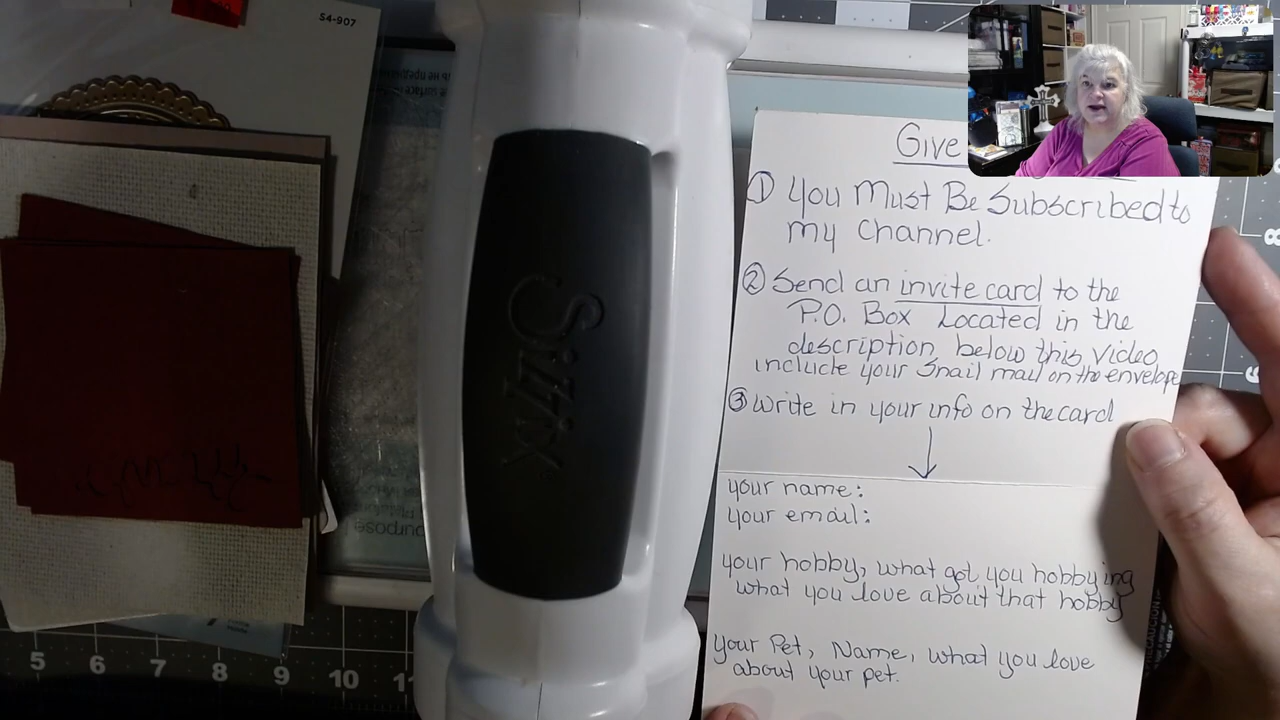 S4-907
Give
① You Must Be Subscribed to
my Channel.
② Send an invite card to the
P.O. Box Located in the
description below this video
include your Snail mail on the envelope
③ Write in your info on the card
your name:
your email:
your hobby, what got you hobbying
what you love about that hobby
your Pet, Name, what you love
about your pet.
Sizzix
5 6 7 8 9 10